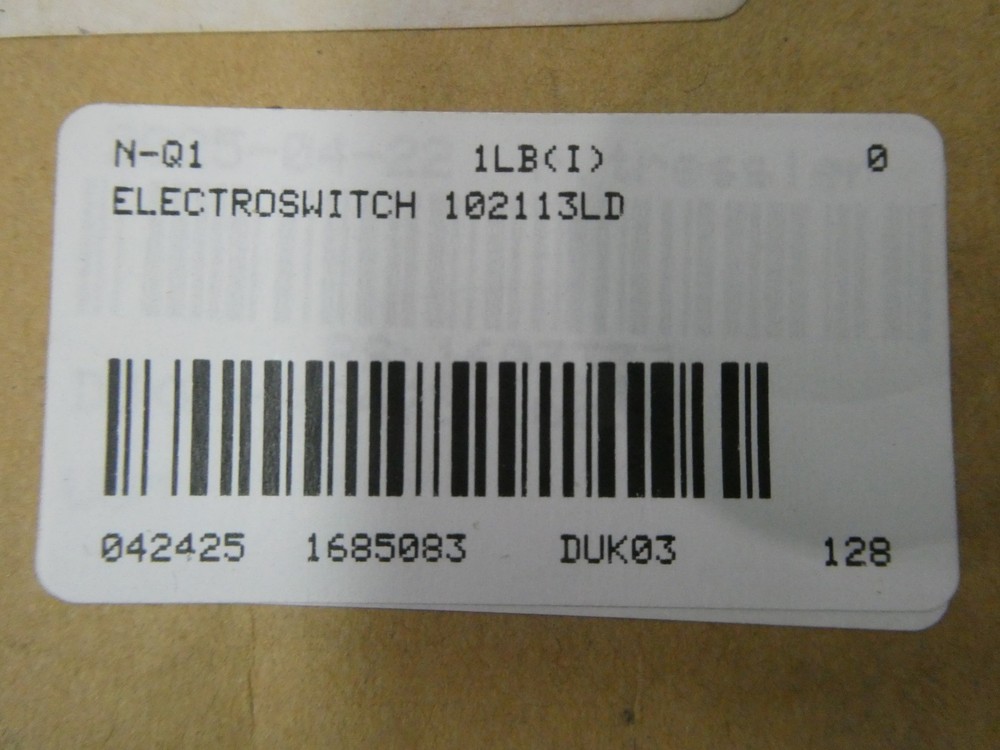 N-Q1 1LB(I) 0
ELECTROSWITCH 102113LD
042425 1685083 DUK03 128